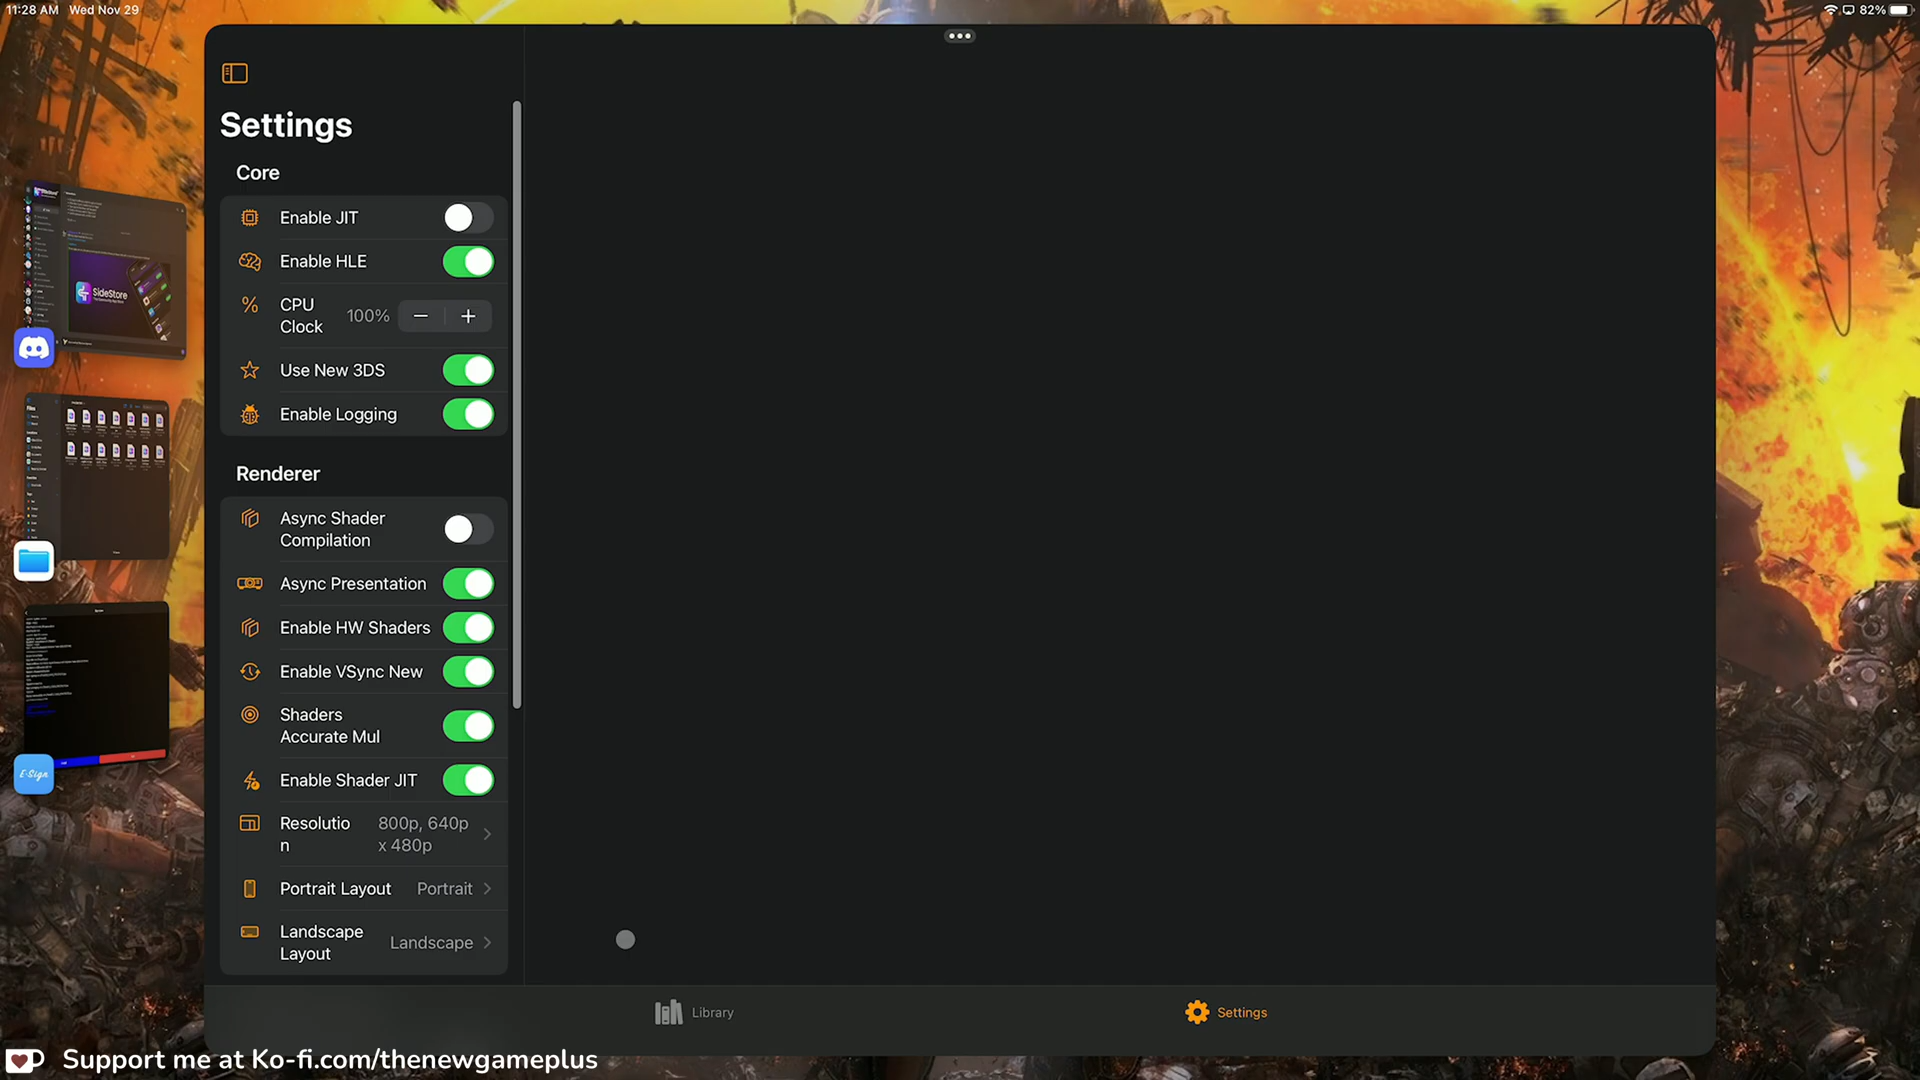 11:28 AM Wed Nov 29
82%
Settings
Core
Enable JIT
Enable HLE
CPU
Clock
100%
Use New 3DS
Enable Logging
Renderer
Async Shader
Compilation
Async Presentation
Enable HW Shaders
Enable VSync New
Shaders
Accurate Mul
Enable Shader JIT
Resolutio
n
800p, 640p
x 480p
Portrait Layout Portrait
Landscape
Layout
Landscape
Library
Settings
SideStore
E-Sign
Support me at Ko-fi.com/thenewgameplus